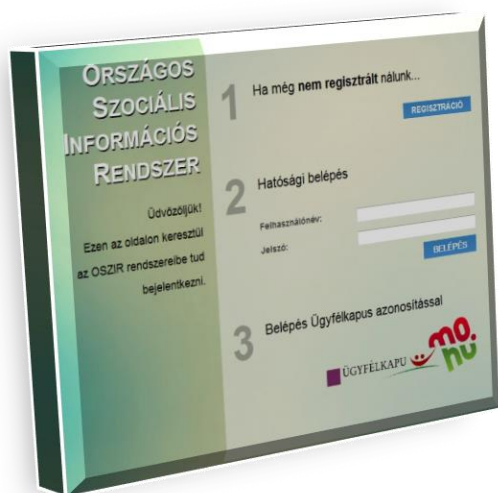 ORSZÁGOS
SZOCIÁLIS
INFORMÁCIÓS
RENDSZER
Üdvözöljük!
Ezen az oldalon keresztül
az OSZIR rendszereibe tud
bejelentkezni.
1
Ha még nem regisztrált nálunk...
REGISZTRÁCIÓ
2
Hatósági belépés
Felhasználónév:
Jelszó:
BELÉPÉS
3
Belépés Ügyfélkapus azonosítással
ÜGYFÉLKAPU
mo.
hu